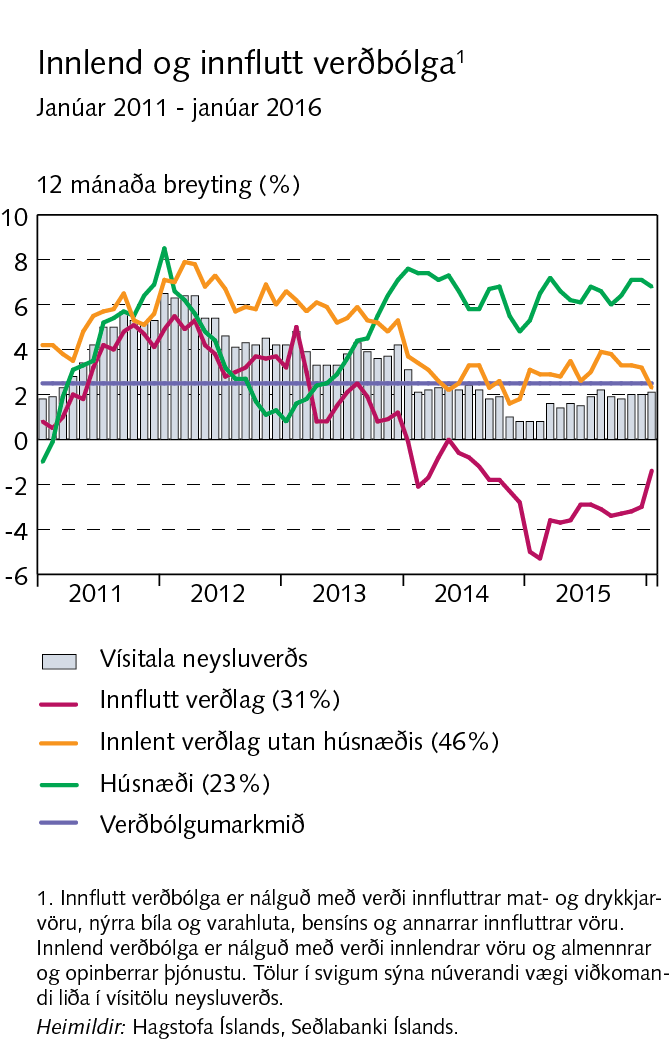 Innlend og innflutt verðbólga¹
Janúar 2011 - janúar 2016
12 mánaða breyting (%)
10
8
6
4
2
0
-2
-4
-6
2011 2012 2013 2014 2015
Vísitala neysluverðs
Innflutt verðlag (31%)
Innlent verðlag utan húsnæðis (46%)
Húsnæði (23%)
Verðbólgumarkmið
1. Innflutt verðbólga er nálguð með verði innfluttrar mat- og drykkjar-
vöru, nýrra bíla og varahluta, bensíns og annarrar innfluttrar vöru.
Innlend verðbólga er nálguð með verði innlendrar vöru og almennrar
og opinberrar þjónustu. Tölur í svigum sýna núverandi vægi viðkoman-
di liða í vísitölu neysluverðs.
Heimildir: Hagstofa Íslands, Seðlabanki Íslands.